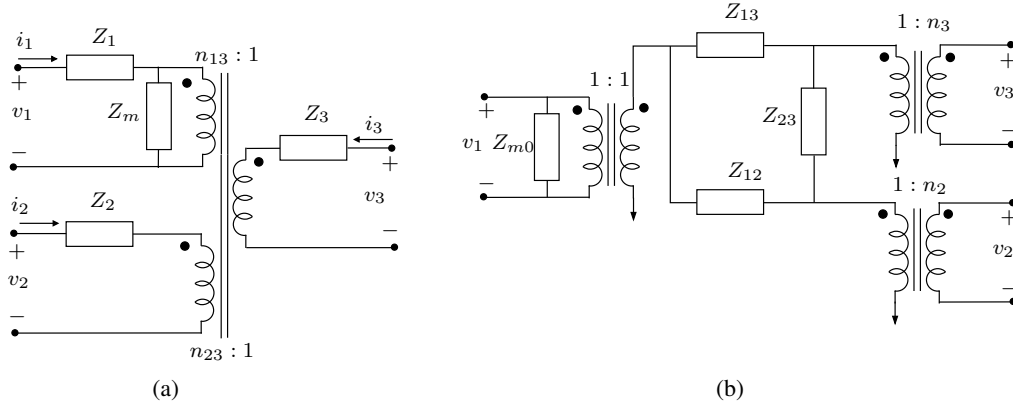 i₁
Z₁
n₁₃ : 1
+
v₁
Zₘ
−
Z₃
i₃
+
v₃
−
i₂
Z₂
+
v₂
−
n₂₃ : 1
(a)
Z₁₃
1 : n₃
1 : 1
+
v₁
Zₘ₀
−
Z₂₃
Z₁₂
+
v₃
−
1 : n₂
+
v₂
−
(b)